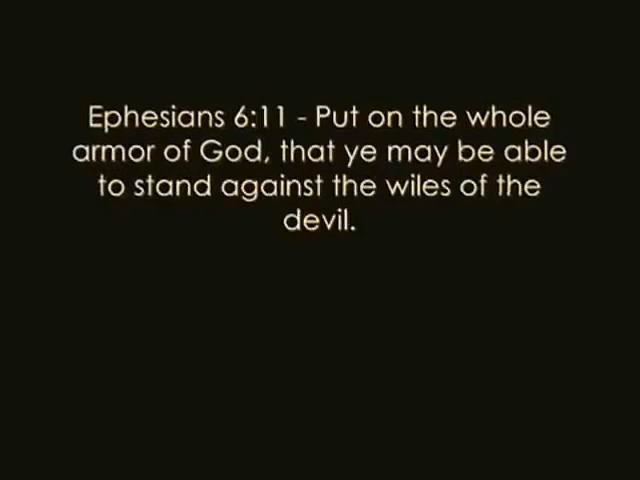 Ephesians 6:11 - Put on the whole
armor of God, that ye may be able
to stand against the wiles of the
devil.